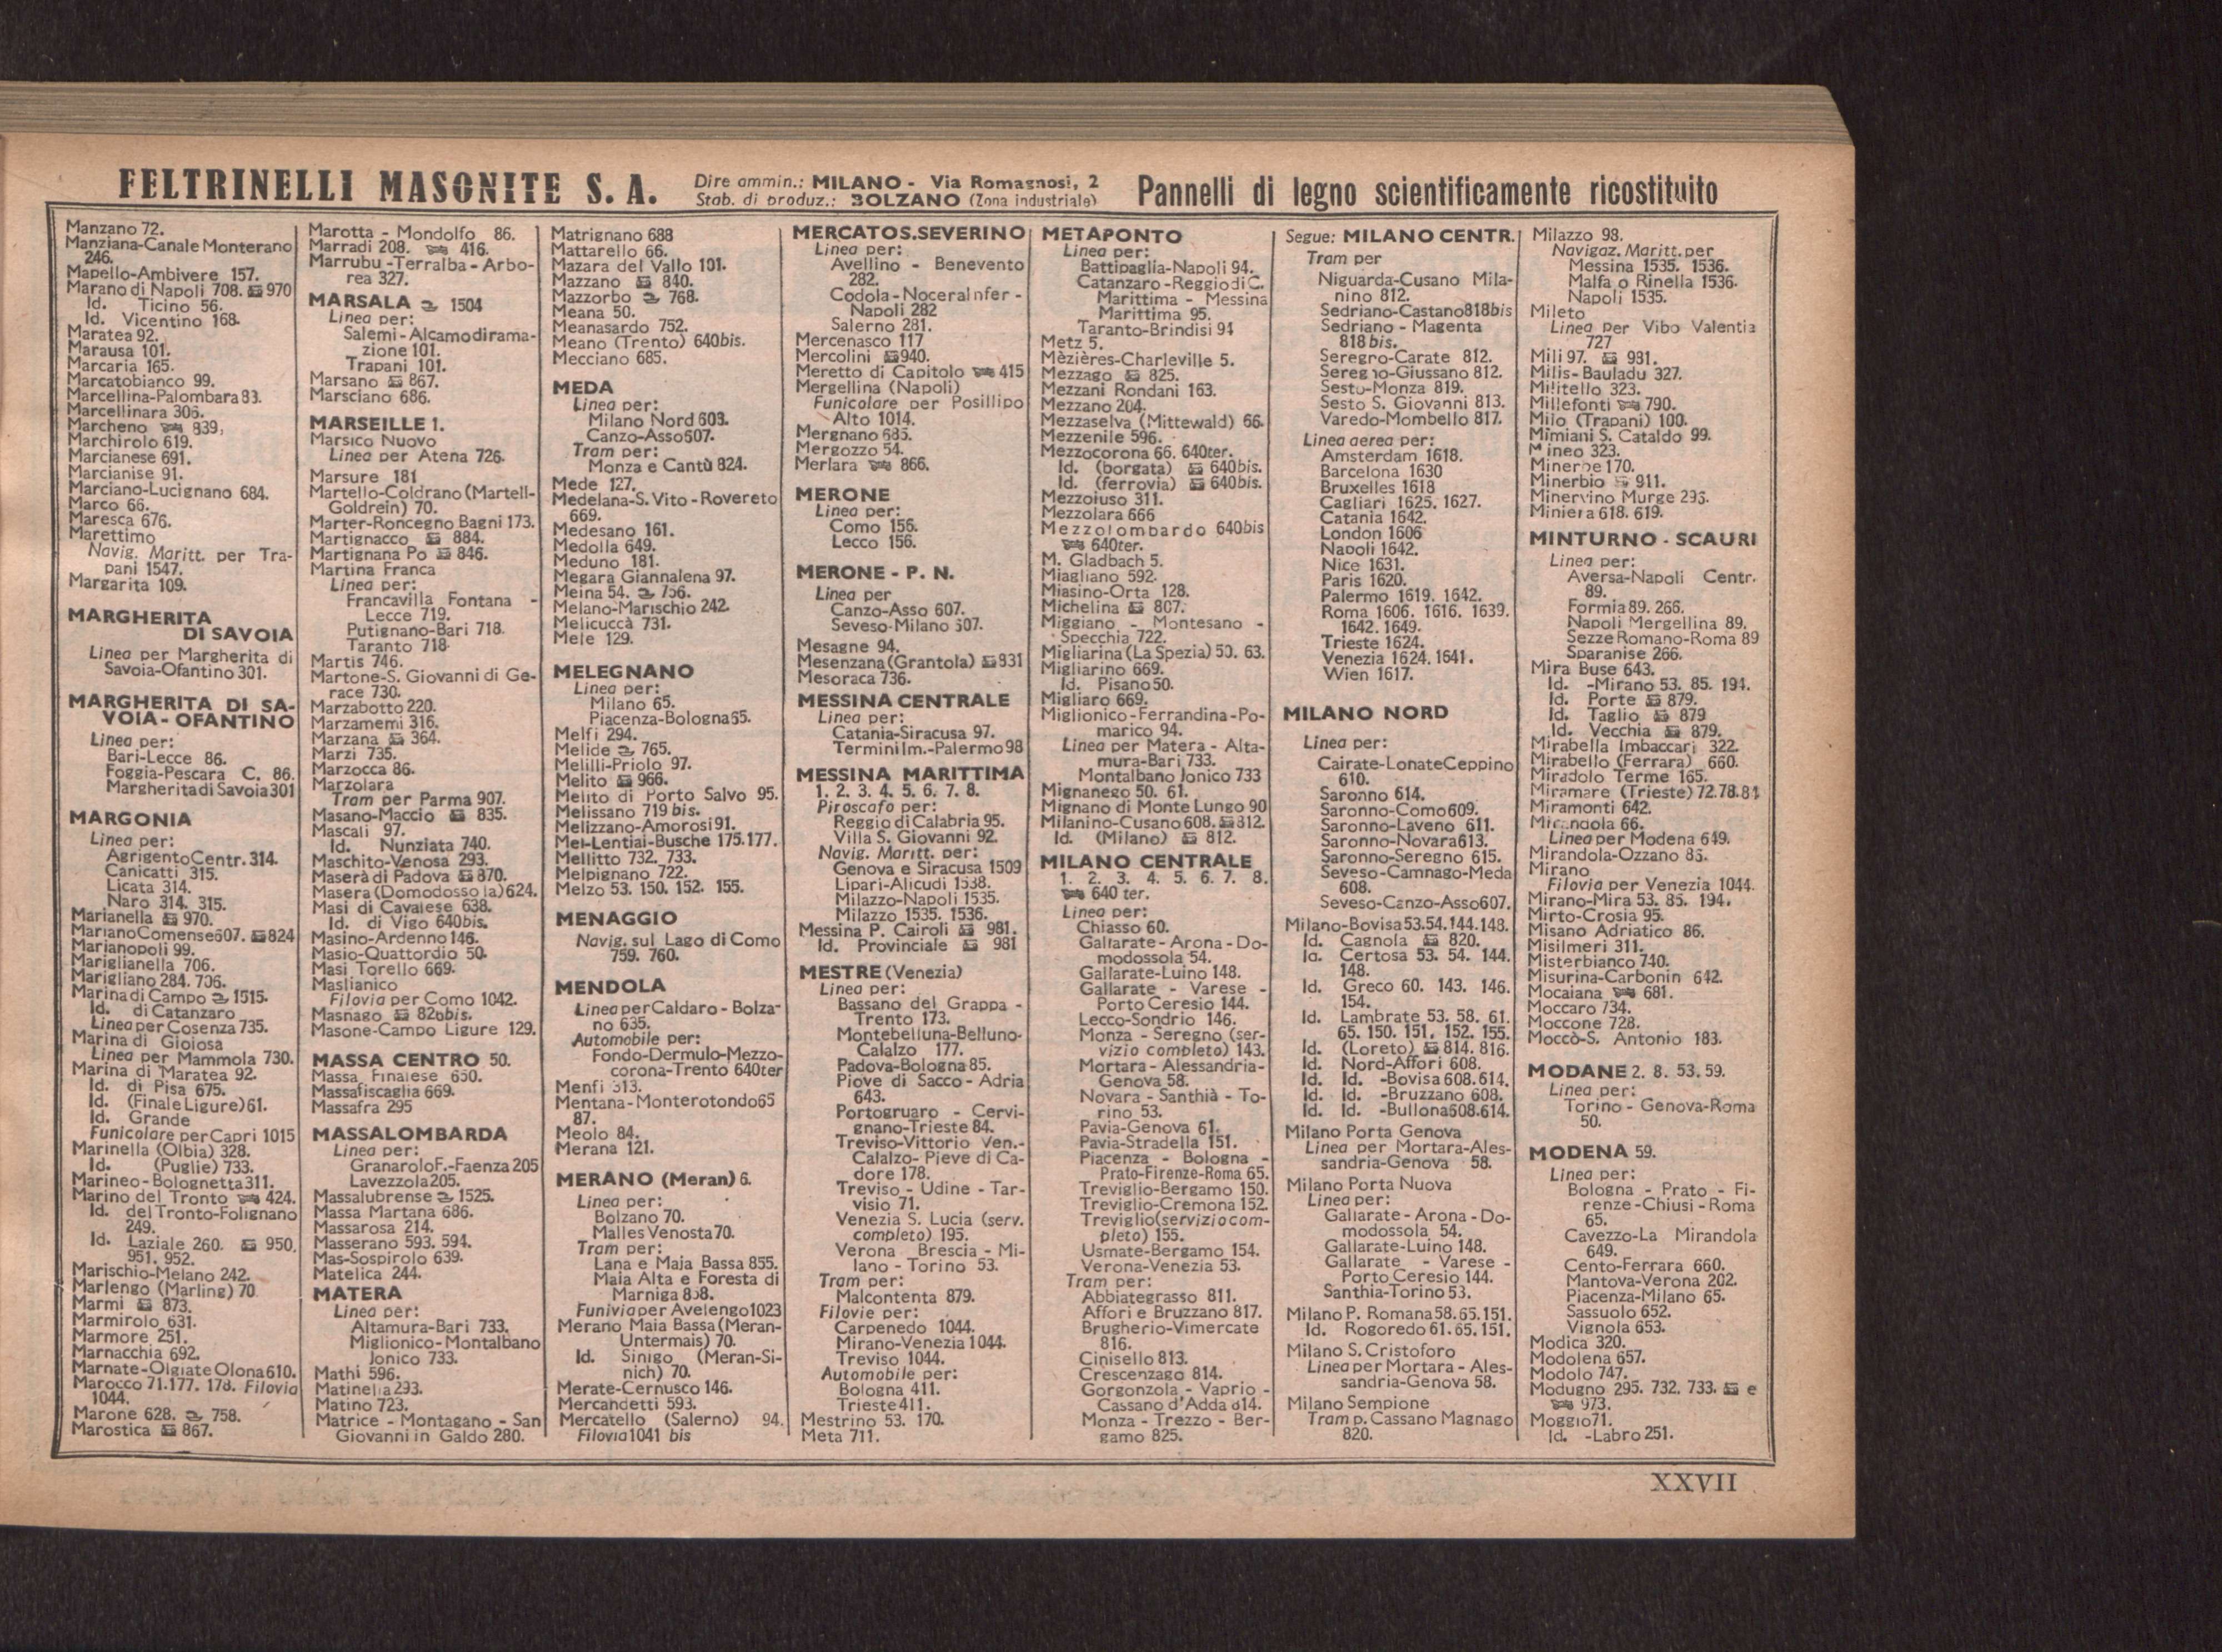 FELTRINELLI MASONITE S. A.
Dire ammin.: MILANO - Via Romagnosi, 2
Stab. di produz.: BOLZANO (Zona industriale)
Pannelli di legno scientificamente ricostituito
Manzano 72.
Manziana-Canale Monterano
246.
Mapello-Ambivere 157.
Marano di Napoli 708. 970
Id. Ticino 56.
Id. Vicentino 168.
Maratea 92.
Marausa 101.
Marcaria 165.
Marcatobianco 99.
Marcellina-Palombara 83.
Marcellinara 306.
Marcheno 839,
Marchirolo 619.
Marcianese 691.
Marcianise 91.
Marciano-Lucignano 684.
Marco 66.
Maresca 676.
Marettimo
Navig. Maritt. per Tra-
pani 1547.
Margarita 109.
MARGHERITA
DI SAVOIA
Linea per Margherita di
Savoia-Ofantino 301.
MARGHERITA DI SA-
VOIA - OFANTINO
Linea per:
Bari-Lecce 86.
Foggia-Pescara C. 86.
Margherita di Savoia 301
MARGONIA
Linea per:
Agrigento Centr. 314.
Canicatti 315.
Licata 314.
Naro 314. 315.
Marianella 970.
Mariano Comense 607. 824
Marianopoli 99.
Mariglianella 706.
Marigliano 284. 706.
Marina di Campo 1515.
Id. di Catanzaro
Linea per Cosenza 735.
Marina di Gioiosa
Linea per Mammola 730.
Marina di Maratea 92.
Id. di Pisa 675.
Id. (Finale Ligure) 61.
Id. Grande
Funicolare per Capri 1015
Marinella (Olbia) 328.
Id. (Puglie) 733.
Marineo-Bolognetta 311.
Marino del Tronto 424.
Id. del Tronto-Folignano
249.
Id. Laziale 260. 950.
951. 952.
Marischio-Melano 242.
Marlengo (Marling) 70
Marmi 873.
Marmirolo 631.
Marmore 251.
Marnacchia 692.
Marnate-Olgiate Olona 610.
Marocco 71. 177. 178. Filovia
1044.
Marone 628. 758.
Marostica 867.
Marotta - Mondolfo 86.
Marradi 208. 416.
Marrubu-Terralba-Arbo-
rea 327.
MARSALA 1504
Linea per:
Salemi-Alcamo dirama-
zione 101.
Trapani 101.
Marsano 867.
Marsciano 686.
MARSEILLE 1.
Marsico Nuovo
Linea per Atena 726.
Marsure 181
Martello-Coldrano (Martell-
Goldrein) 70.
Marter-Roncegno Bagni 173.
Martignacco 884.
Martignana Po 846.
Martina Franca
Linea per:
Francavilla Fontana -
Lecce 719.
Putignano-Bari 718.
Taranto 718
Martis 746.
Martone-S. Giovanni di Ge-
race 730.
Marzabotto 220.
Marzamemi 316.
Marzana 364.
Marzi 735.
Marzocca 86.
Marzolara
Tram per Parma 907.
Masano-Maccio 835.
Mascali 97.
Id. Nunziata 740.
Maschito-Venosa 293.
Maserà di Padova 870.
Masera (Domodossola) 624.
Masi di Cavalese 638.
Id. di Vigo 640bis.
Masino-Ardenno 146.
Masio-Quattordio 50.
Masi Torello 669.
Maslianico
Filovia per Como 1042.
Masnago 820bis.
Masone-Campo Ligure 129.
MASSA CENTRO 50.
Massa Finalese 650.
Massafiscaglia 669.
Massafra 295
MASSALOMBARDA
Linea per:
Granarolo F.-Faenza 205
Lavezzola 205.
Massalubrense 1525.
Massa Martana 686.
Massarosa 214.
Masserano 593. 594.
Mas-Sospirolo 639.
Matelica 244.
MATERA
Linea per:
Altamura-Bari 733.
Miglionico-Montalbano
Jonico 733.
Mathi 596.
Matinella 293.
Matino 723.
Matrice - Montagano - San
Giovanni in Galdo 280.
Matrignano 688
Mattarello 66.
Mazara del Vallo 101.
Mazzano 840.
Mazzorbo 768.
Meana 50.
Meanasardo 752.
Meano (Trento) 640bis.
Mecciano 685.
MEDA
Linea per:
Milano Nord 608.
Canzo-Asso 607.
Tram per:
Monza e Cantù 824.
Mede 127.
Medelana-S. Vito-Rovereto
669.
Medesano 161.
Medolla 649.
Meduno 181.
Megara Giannalena 97.
Meina 54. 756.
Melano-Marischio 242.
Melicuccà 731.
Mele 129.
MELEGNANO
Linea per:
Milano 65.
Piacenza-Bologna 65.
Melfi 294.
Melide 765.
Melilli-Priolo 97.
Melito 966.
Melito di Porto Salvo 95.
Melissano 719 bis.
Melizzano-Amorosi 91.
Mel-Lentiai-Busche 175. 177.
Mellitto 732. 733.
Melpignano 722.
Melzo 53. 150. 152. 155.
MENAGGIO
Navig. sul Lago di Como
759. 760.
MENDOLA
Linea per Caldaro - Bolza-
no 635.
Automobile per:
Fondo-Dermulo-Mezzo-
corona-Trento 640ter
Menfi 313.
Mentana-Monterotondo 65
87.
Meolo 84.
Merana 121.
MERANO (Meran) 6.
Linea per:
Bolzano 70.
Malles Venosta 70.
Tram per:
Lana e Maia Bassa 855.
Maia Alta e Foresta di
Marniga 858.
Funivia per Avelengo 1023
Merano Maia Bassa (Meran-
Untermais) 70.
Id. Sinigo (Meran-Si-
nich) 70.
Merate-Cernusco 146.
Mercandetti 593.
Mercatello (Salerno) 94.
Filovia 1041 bis
MERCATO S. SEVERINO
Linea per:
Avellino - Benevento
282.
Codola-Nocera Infer-
Napoli 282
Salerno 281.
Mercenasco 117
Mercolini 940.
Meretto di Capitolo 415
Mergellina (Napoli)
Funicolare per Posillipo
Alto 1014.
Mergnano 685.
Mergozzo 54.
Merlara 866.
MERONE
Linea per:
Como 156.
Lecco 156.
MERONE - P. N.
Linea per
Canzo-Asso 607.
Seveso-Milano 607.
Mesagne 94.
Mesenzana (Grantola) 831
Mesoraca 736.
MESSINA CENTRALE
Linea per:
Catania-Siracusa 97.
Termini Im.-Palermo 98
MESSINA MARITTIMA
1. 2. 3. 4. 5. 6. 7. 8.
Piroscafo per:
Reggio di Calabria 95.
Villa S. Giovanni 92.
Navig. Maritt. per:
Genova e Siracusa 1509
Lipari-Alicudi 1538.
Milazzo-Napoli 1535.
Milazzo 1535. 1536.
Messina P. Cairoli 981.
Id. Provinciale 981
MESTRE (Venezia)
Linea per:
Bassano del Grappa -
Trento 173.
Montebelluna-Belluno-
Calalzo 177.
Padova-Bologna 85.
Piove di Sacco - Adria
643.
Portogruaro - Cervi-
gnano-Trieste 84.
Treviso-Vittorio Ven.-
Calalzo-Pieve di Ca-
dore 178.
Treviso - Udine - Tar-
visio 71.
Venezia S. Lucia (serv.
completo) 195.
Verona - Brescia - Mi-
lano - Torino 53.
Tram per:
Malcontenta 879.
Filovie per:
Carpenedo 1044.
Mirano-Venezia 1044.
Treviso 1044.
Automobile per:
Bologna 411.
Trieste 411.
Mestrino 53. 170.
Meta 711.
METAPONTO
Linea per:
Battipaglia-Napoli 94.
Catanzaro-Reggio di C.
Marittima - Messina
Marittima 95.
Taranto-Brindisi 94
Metz 5.
Mèzières-Charleville 5.
Mezzago 825.
Mezzani Rondani 163.
Mezzano 204.
Mezzaselva (Mittewald) 66.
Mezzenile 596.
Mezzocorona 66. 640ter.
Id. (borgata) 640bis.
Id. (ferrovia) 640bis.
Mezzoiuso 311.
Mezzolara 666
Mezzolombardo 640bis
640ter.
M. Gladbach 5.
Miagliano 592.
Miasino-Orta 128.
Michelina 807.
Miggiano - Montesano -
Specchia 722.
Migliarina (La Spezia) 50. 63.
Migliarino 669.
Id. Pisano 50.
Migliaro 669.
Miglionico-Ferrandina-Po-
marico 94.
Linea per Matera - Alta-
mura-Bari 733.
Montalbano Jonico 733
Mignanego 50. 61.
Mignano di Monte Lungo 90
Milanino-Cusano 608. 812.
Id. (Milano) 812.
MILANO CENTRALE
1. 2. 3. 4. 5. 6. 7. 8.
640 ter.
Linea per:
Chiasso 60.
Gallarate-Arona-Do-
modossola 54.
Gallarate-Luino 148.
Gallarate - Varese -
Porto Ceresio 144.
Lecco-Sondrio 146.
Monza - Seregno (ser-
vizio completo) 143.
Mortara-Alessandria-
Genova 58.
Novara - Santhià - To-
rino 53.
Pavia-Genova 61.
Pavia-Stradella 151.
Piacenza - Bologna -
Prato-Firenze-Roma 65.
Treviglio-Bergamo 150.
Treviglio-Cremona 152.
Treviglio (servizio com-
pleto) 155.
Usmate-Bergamo 154.
Verona-Venezia 53.
Tram per:
Abbiategrasso 811.
Affori e Bruzzano 817.
Brugherio-Vimercate
816.
Cinisello 813.
Crescenzago 814.
Gorgonzola - Vaprio -
Cassano d'Adda 814.
Monza - Trezzo - Ber-
gamo 825.
Segue: MILANO CENTR.
Tram per
Niguarda-Cusano Mila-
nino 812.
Sedriano-Castano 818bis
Sedriano - Magenta
818bis.
Seregno-Carate 812.
Seregno-Giussano 812.
Sesto-Monza 819.
Sesto S. Giovanni 813.
Varedo-Mombello 817.
Linea aerea per:
Amsterdam 1618.
Barcelona 1630
Bruxelles 1618
Cagliari 1625. 1627.
Catania 1642.
London 1606
Napoli 1642.
Nice 1631.
Paris 1620.
Palermo 1619. 1642.
Roma 1606. 1616. 1639.
1642. 1649.
Trieste 1624.
Venezia 1624. 1641.
Wien 1617.
MILANO NORD
Linea per:
Cairate-Lonate Ceppino
610.
Saronno 614.
Saronno-Como 609.
Saronno-Laveno 611.
Saronno-Novara 613.
Saronno-Seregno 615.
Seveso-Camnago-Meda
608.
Seveso-Canzo-Asso 607.
Milano-Bovisa 53. 54. 144. 148.
Id. Cagnola 820.
Id. Certosa 53. 54. 144.
148.
Id. Greco 60. 143. 146.
154.
Id. Lambrate 53. 58. 61.
65. 150. 151. 152. 155.
Id. (Loreto) 814. 816.
Id. Nord-Affori 608.
Id. Id. -Bovisa 608. 614.
Id. Id. -Bruzzano 608.
Id. Id. -Bullona 608. 614.
Milano Porta Genova
Linea per Mortara-Ales-
sandria-Genova 58.
Milano Porta Nuova
Linea per:
Gallarate-Arona-Do-
modossola 54.
Gallarate-Luino 148.
Gallarate - Varese -
Porto Ceresio 144.
Santhia-Torino 53.
Milano P. Romana 58. 65. 151.
Id. Rogoredo 61. 65. 151.
Milano S. Cristoforo
Linea per Mortara - Ales-
sandria-Genova 58.
Milano Sempione
Tram p. Cassano Magnago
820.
Milazzo 98.
Navigaz. Maritt. per
Messina 1535. 1536.
Malfa o Rinella 1536.
Napoli 1535.
Mileto
Linea per Vibo Valentia
727
Mili 97. 981.
Milis-Bauladu 327.
Militello 323.
Millefonti 790.
Milo (Trapani) 100.
Mimiani S. Cataldo 99.
Mineo 323.
Minerbe 170.
Minerbio 911.
Minervino Murge 295.
Miniera 618. 619.
MINTURNO - SCAURI
Linea per:
Aversa-Napoli Centr.
89.
Formia 89. 266.
Napoli Mergellina 89.
Sezze Romano-Roma 89
Sparanise 266.
Mira Buse 643.
Id. -Mirano 53. 85. 194.
Id. Porte 879.
Id. Taglio 879
Id. Vecchia 879.
Mirabella Imbaccari 322.
Mirabello (Ferrara) 660.
Miradolo Terme 165.
Miramare (Trieste) 72. 78. 81
Miramonti 642.
Mirandola 66.
Linea per Modena 649.
Mirandola-Ozzano 86.
Mirano
Filovia per Venezia 1044.
Mirano-Mira 53. 85. 194.
Mirto-Crosia 95.
Misano Adriatico 86.
Misilmeri 311.
Misterbianco 740.
Misurina-Carbonin 642.
Mocaiana 681.
Moccaro 734.
Moccone 728.
Moccò-S. Antonio 183.
MODANE 2. 8. 53. 59.
Linea per:
Torino - Genova-Roma
50.
MODENA 59.
Linea per:
Bologna - Prato - Fi-
renze-Chiusi-Roma
65.
Cavezzo-La Mirandola
649.
Cento-Ferrara 660.
Mantova-Verona 202.
Piacenza-Milano 65.
Sassuolo 652.
Vignola 653.
Modica 320.
Modolena 657.
Modolo 747.
Modugno 295. 732. 733. e
973.
Moggio 71.
Id. -Labro 251.
XXVII